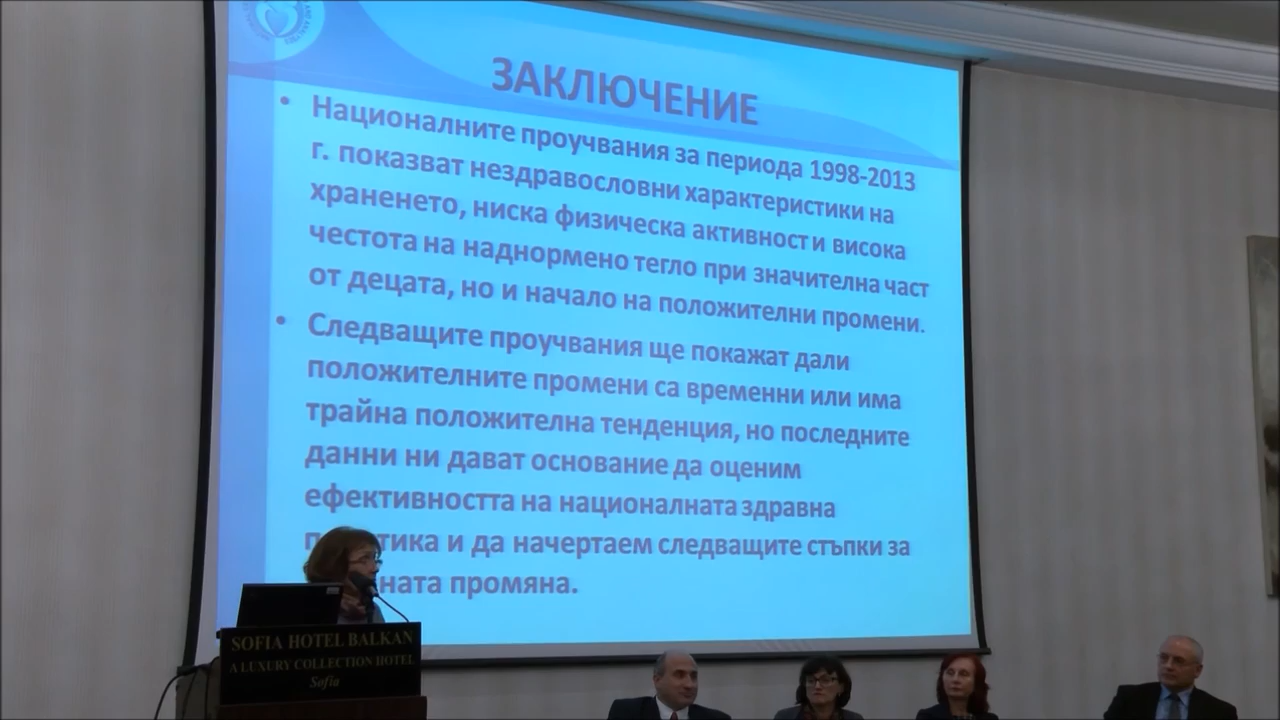 ЗАКЛЮЧЕНИЕ
• Националните проучвания за периода 1998-2013
г. показват нездравословни характеристики на
храненето, ниска физическа активност и висока
честота на наднормено тегло при значителна част
от децата, но и начало на положителни промени.
• Следващите проучвания ще покажат дали
положителните промени са временни или има
трайна положителна тенденция, но последните
данни ни дават основание да оценим
ефективността на националната здравна
и да начертаем следващите стъпки за
промяна.
SOFIA HOTEL BALKAN
A LUXURY COLLECTION HOTEL
Sofia